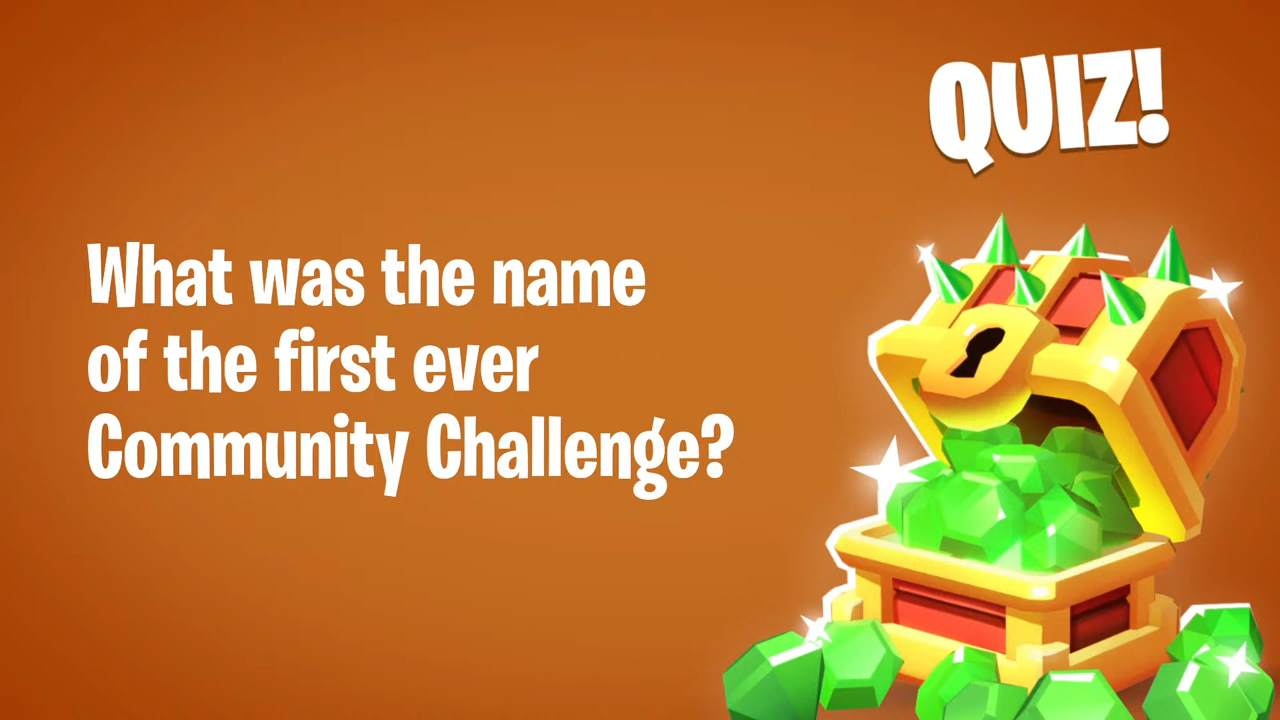 QUIZ!
What was the name
of the first ever
Community Challenge?